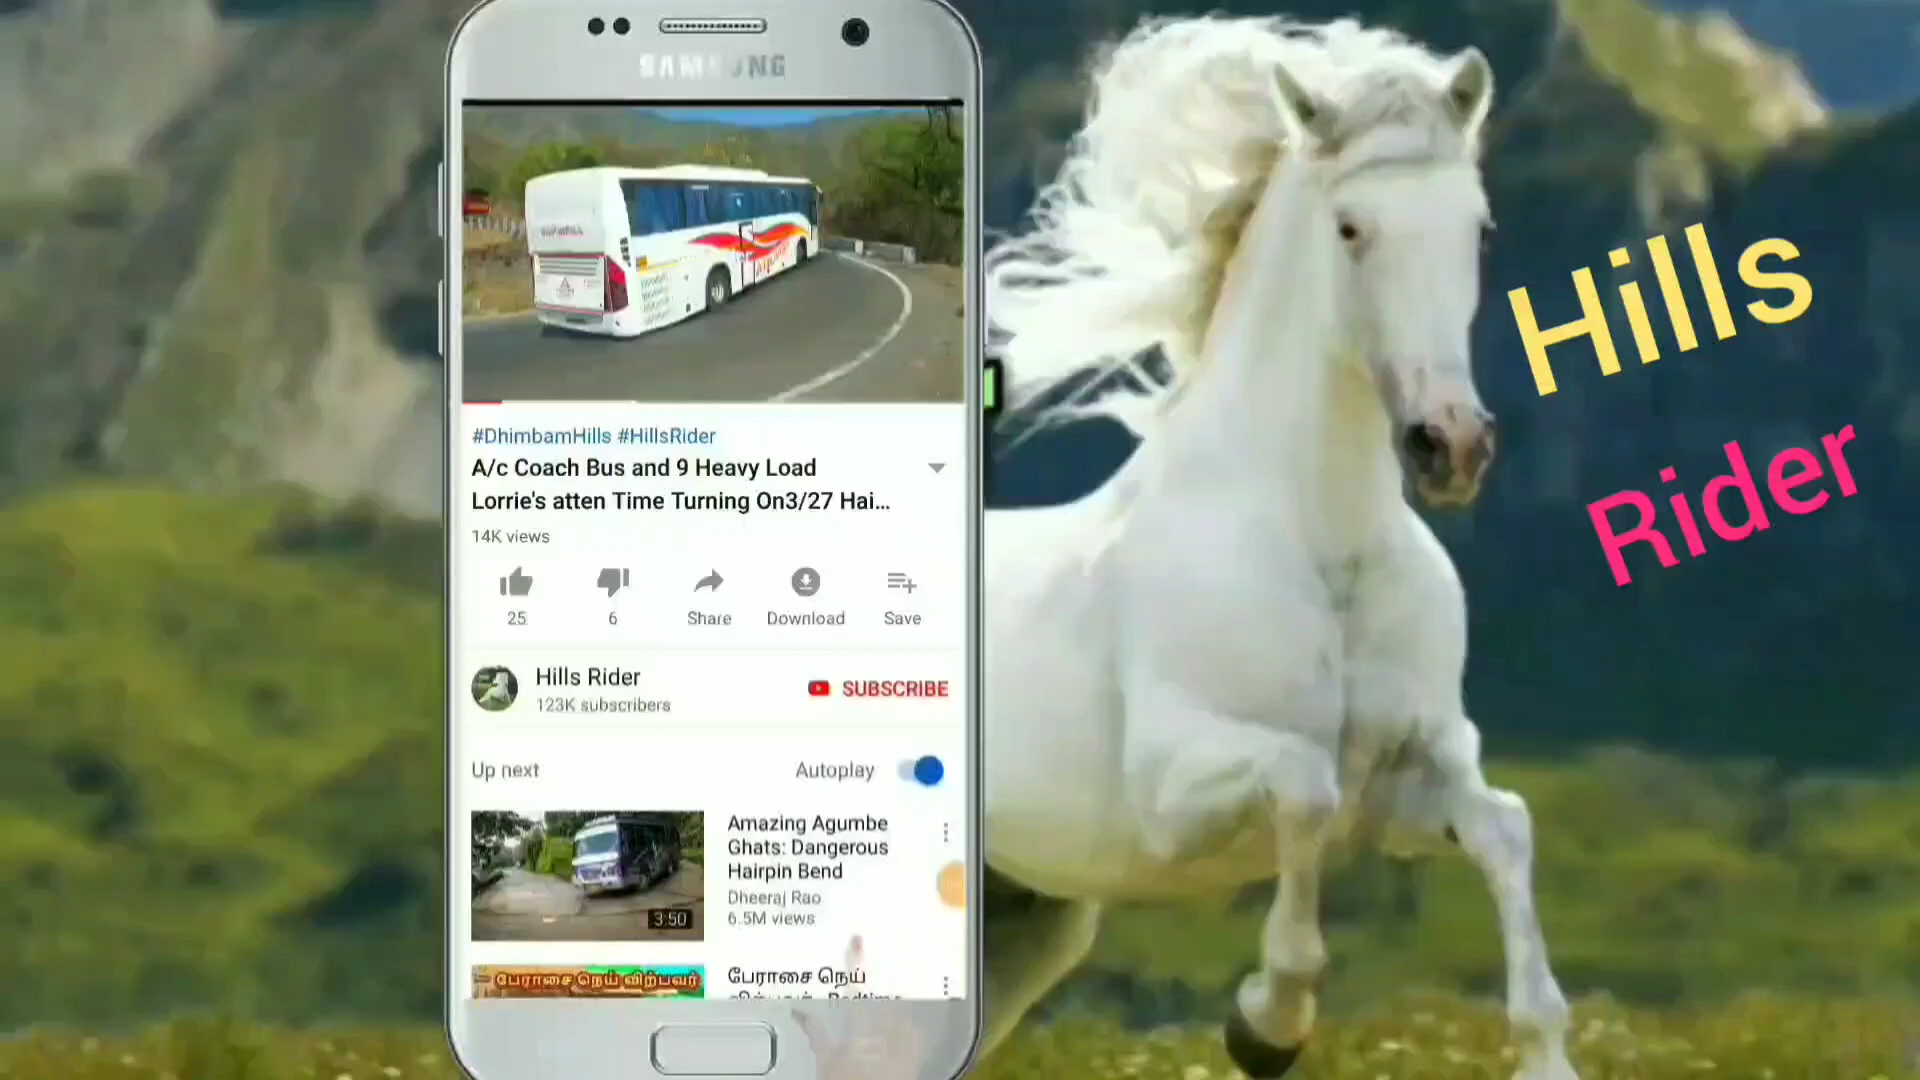 SAMSUNG
#DhimbamHills #HillsRider
A/c Coach Bus and 9 Heavy Load
Lorrie's atten Time Turning On3/27 Hai...
14K views
25
6
Share
Download
Save
Hills Rider
123K subscribers
SUBSCRIBE
Up next
Autoplay
3:50
Amazing Agumbe
Ghats: Dangerous
Hairpin Bend
Dheeraj Rao
6.5M views
பேராசை நெய் விற்பவர்
பேராசை நெய்
Hills
Rider